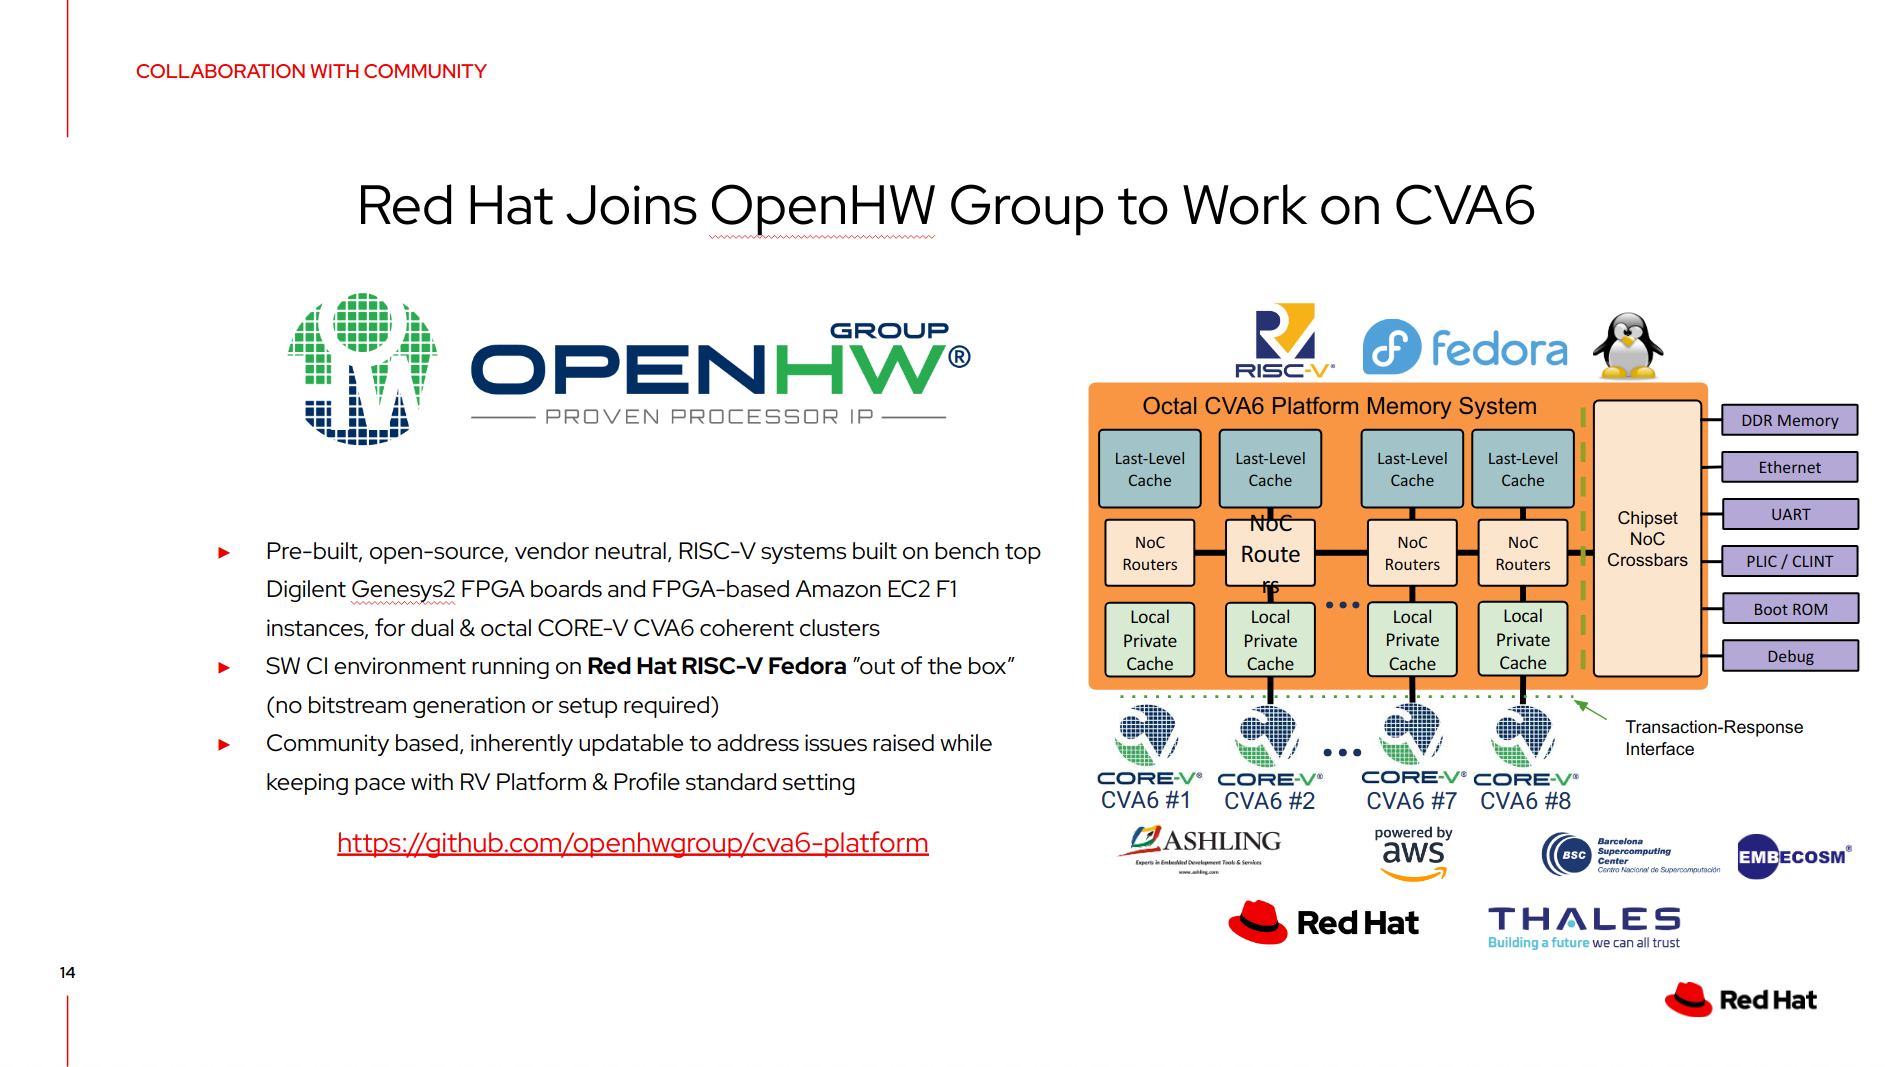 COLLABORATION WITH COMMUNITY
Red Hat Joins OpenHW Group to Work on CVA6
GROUP
OPENHW®
PROVEN PROCESSOR IP
► Pre-built, open-source, vendor neutral, RISC-V systems built on bench top
Digilent Genesys2 FPGA boards and FPGA-based Amazon EC2 F1
instances, for dual & octal CORE-V CVA6 coherent clusters
► SW CI environment running on Red Hat RISC-V Fedora ”out of the box”
(no bitstream generation or setup required)
► Community based, inherently updatable to address issues raised while
keeping pace with RV Platform & Profile standard setting
https://github.com/openhwgroup/cva6-platform
RISC-V®
fedora
Octal CVA6 Platform Memory System
Last-Level
Cache
Last-Level
Cache
Last-Level
Cache
Last-Level
Cache
NoC
Routers
NoC
Route
rs
NoC
Routers
NoC
Routers
Local
Private
Cache
Local
Private
Cache
Local
Private
Cache
Local
Private
Cache
Chipset
NoC
Crossbars
DDR Memory
Ethernet
UART
PLIC / CLINT
Boot ROM
Debug
Transaction-Response
Interface
CORE-V®
CVA6 #1
CORE-V®
CVA6 #2
CORE-V®
CVA6 #7
CORE-V®
CVA6 #8
ASHLING
Experts in Embedded Development Tools & Services
www.ashling.com
powered by
aws
BSC
Barcelona
Supercomputing
Center
Centro Nacional de Supercomputación
EMBECOSM®
Red Hat
THALES
Building a future we can all trust
14
Red Hat